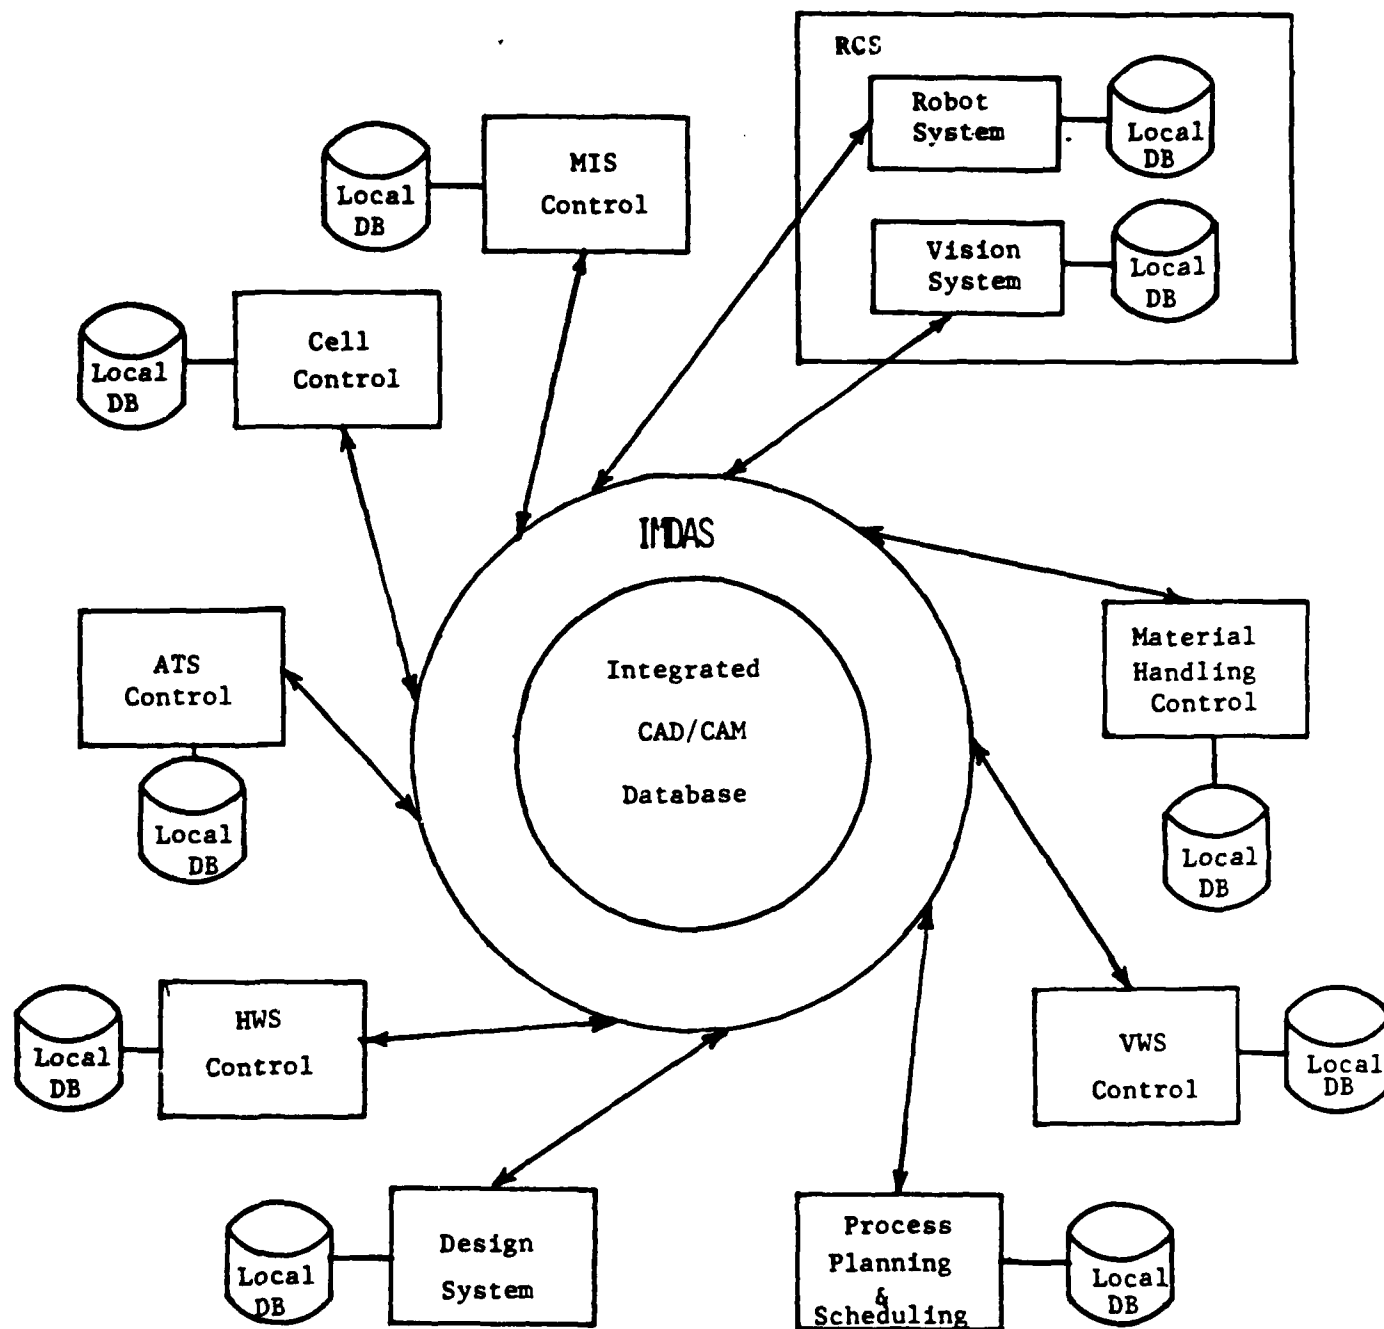 RCS
Robot
System
Local
DB
Vision
System
Local
DB
MIS
Control
Local
DB
Cell
Control
Local
DB
IMDAS
Integrated
CAD/CAM
Database
ATS
Control
Local
DB
Material
Handling
Control
Local
DB
HWS
Control
Local
DB
VWS
Control
Local
DB
Design
System
Local
DB
Process
Planning
&
Scheduling
Local
DB